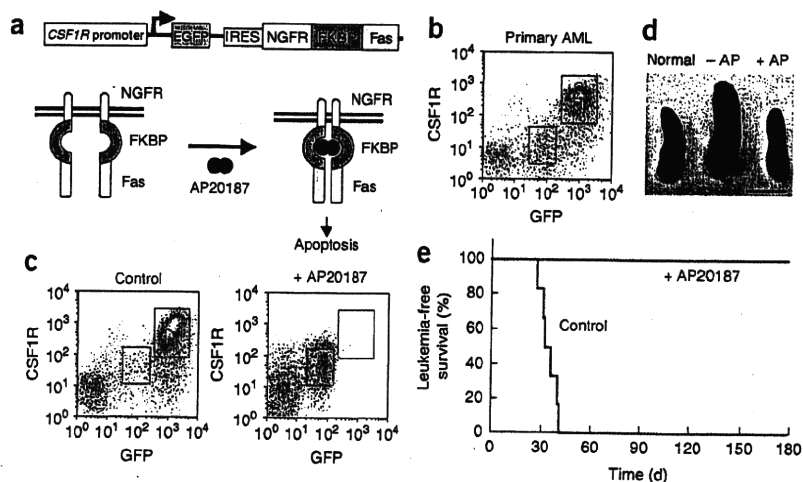 a
CSF1R promoter EGFP IRES NGFR FKBP Fas
NGFR
FKBP
Fas
AP20187
NGFR
FKBP
Fas
Apoptosis
b
Primary AML
CSF1R
10⁴
10³
10²
10¹
10⁰
10⁰ 10¹ 10² 10³ 10⁴
GFP
d
Normal – AP + AP
c
Control
CSF1R
10⁴
10³
10²
10¹
10⁰
10⁰ 10¹ 10² 10³ 10⁴
GFP
+ AP20187
CSF1R
10⁴
10³
10²
10¹
10⁰
10⁰ 10¹ 10² 10³ 10⁴
GFP
e
Leukemia-free
survival (%)
100
80
60
40
20
0
+ AP20187
Control
0 30 60 90 120 150 180
Time (d)